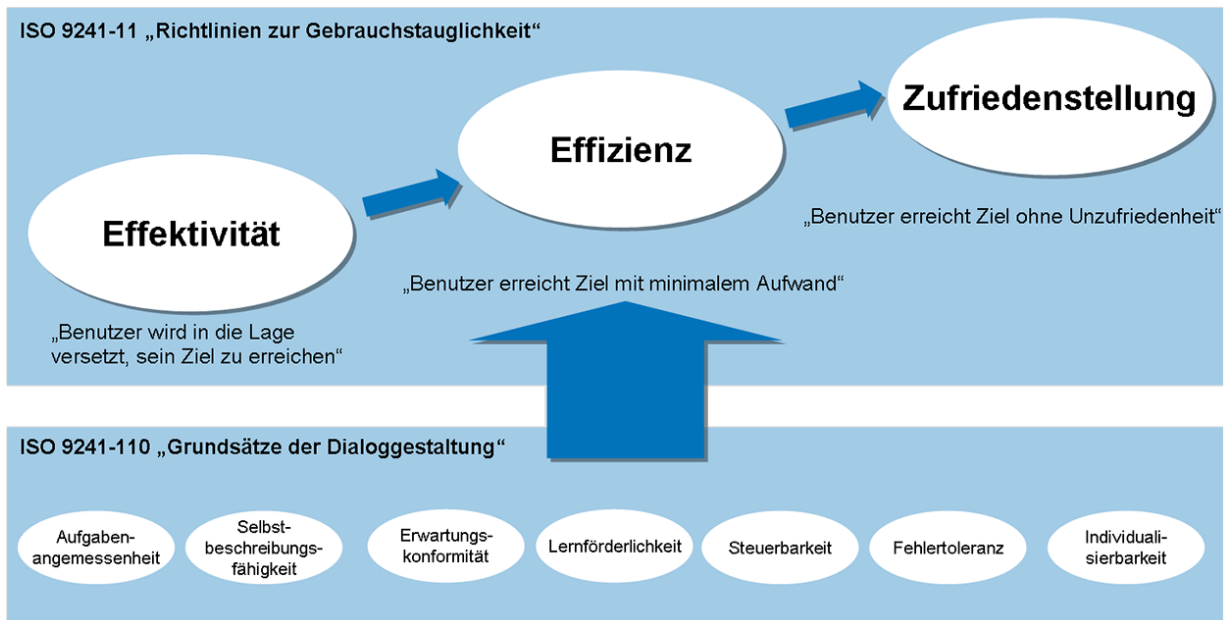 ISO 9241-11 „Richtlinien zur Gebrauchstauglichkeit“
Zufriedenstellung
Effizienz
Effektivität
„Benutzer erreicht Ziel ohne Unzufriedenheit“
„Benutzer erreicht Ziel mit minimalem Aufwand“
„Benutzer wird in die Lage
versetzt, sein Ziel zu erreichen“
ISO 9241-110 „Grundsätze der Dialoggestaltung“
Aufgaben-
angemessenheit
Selbst-
beschreibungs-
fähigkeit
Erwartungs-
konformität
Lernförderlichkeit
Steuerbarkeit
Fehlertoleranz
Individuali-
sierbarkeit